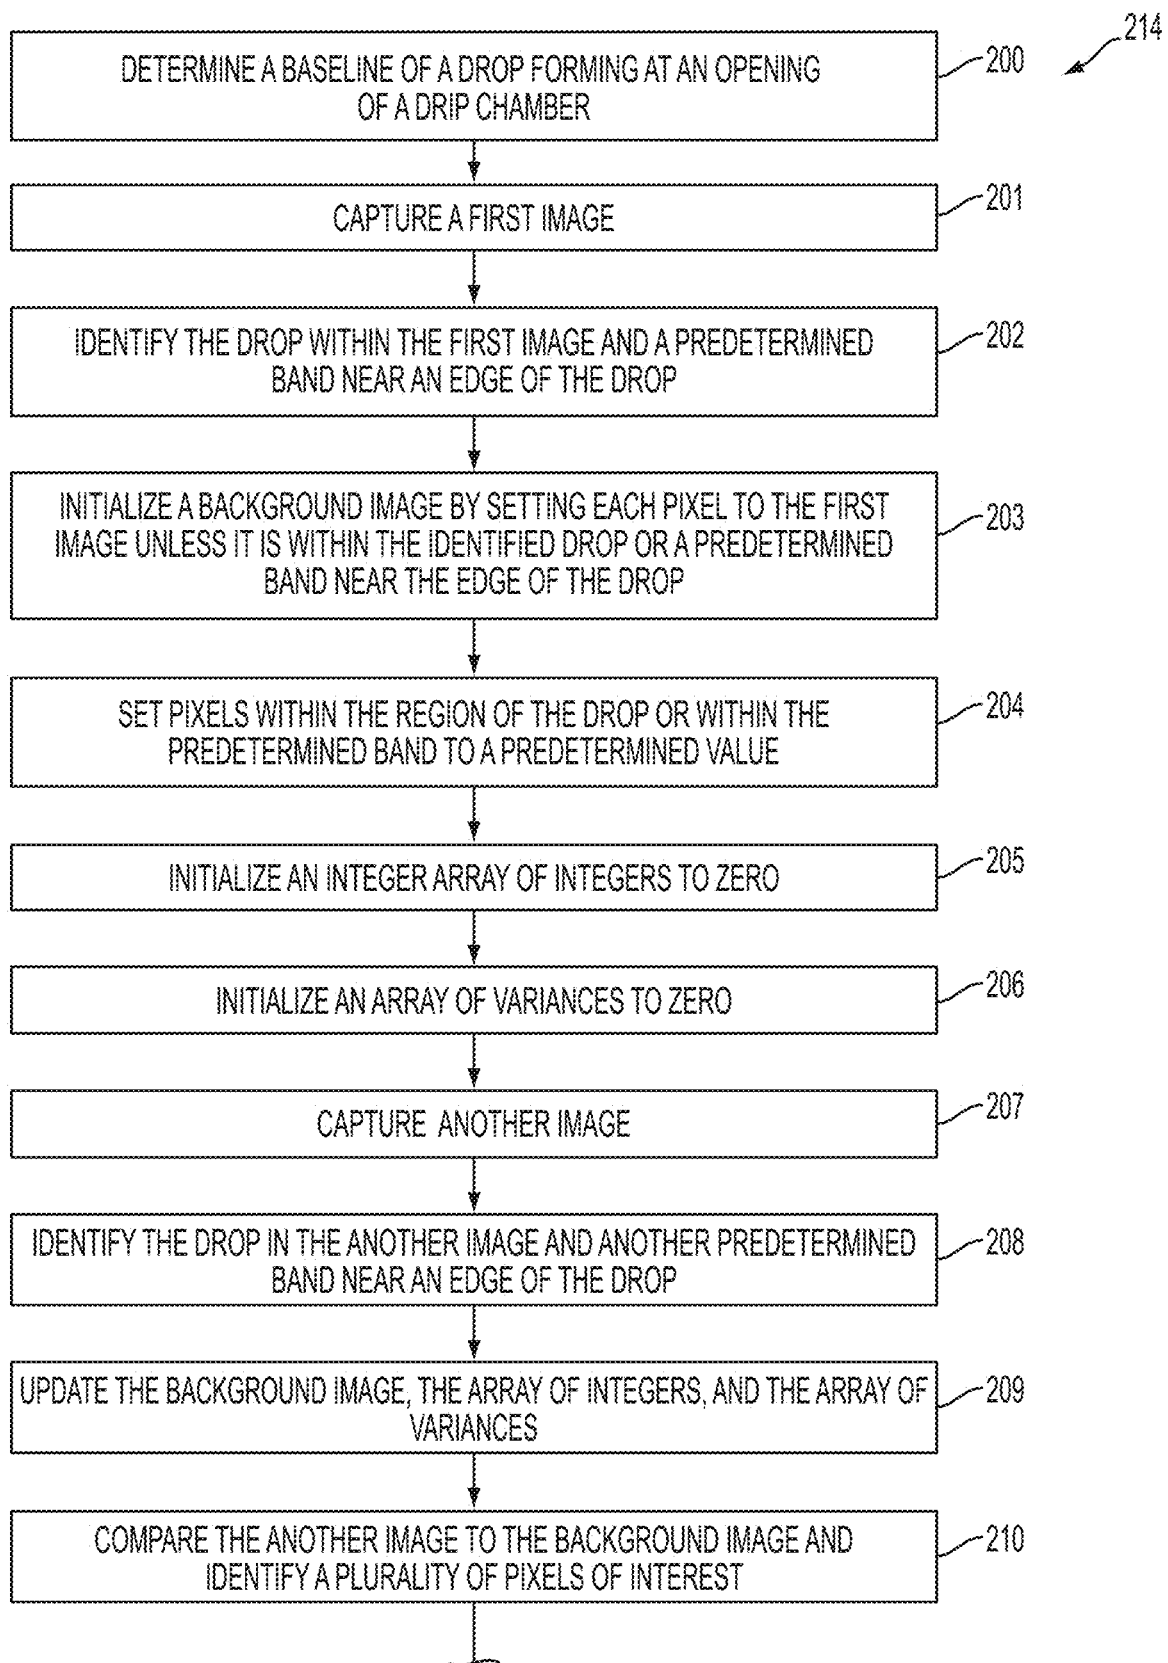 214
DETERMINE A BASELINE OF A DROP FORMING AT AN OPENING
OF A DRIP CHAMBER
200
CAPTURE A FIRST IMAGE
201
IDENTIFY THE DROP WITHIN THE FIRST IMAGE AND A PREDETERMINED
BAND NEAR AN EDGE OF THE DROP
202
INITIALIZE A BACKGROUND IMAGE BY SETTING EACH PIXEL TO THE FIRST
IMAGE UNLESS IT IS WITHIN THE IDENTIFIED DROP OR A PREDETERMINED
BAND NEAR THE EDGE OF THE DROP
203
SET PIXELS WITHIN THE REGION OF THE DROP OR WITHIN THE
PREDETERMINED BAND TO A PREDETERMINED VALUE
204
INITIALIZE AN INTEGER ARRAY OF INTEGERS TO ZERO
205
INITIALIZE AN ARRAY OF VARIANCES TO ZERO
206
CAPTURE ANOTHER IMAGE
207
IDENTIFY THE DROP IN THE ANOTHER IMAGE AND ANOTHER PREDETERMINED
BAND NEAR AN EDGE OF THE DROP
208
UPDATE THE BACKGROUND IMAGE, THE ARRAY OF INTEGERS, AND THE ARRAY OF
VARIANCES
209
COMPARE THE ANOTHER IMAGE TO THE BACKGROUND IMAGE AND
IDENTIFY A PLURALITY OF PIXELS OF INTEREST
210